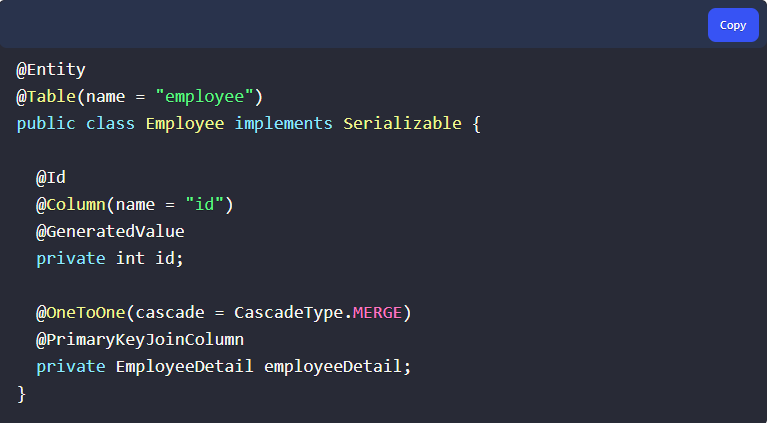 Copy
@Entity
@Table(name = "employee")
public class Employee implements Serializable {
@Id
@Column(name = "id")
@GeneratedValue
private int id;
@OneToOne(cascade = CascadeType.MERGE)
@PrimaryKeyJoinColumn
private EmployeeDetail employeeDetail;
}